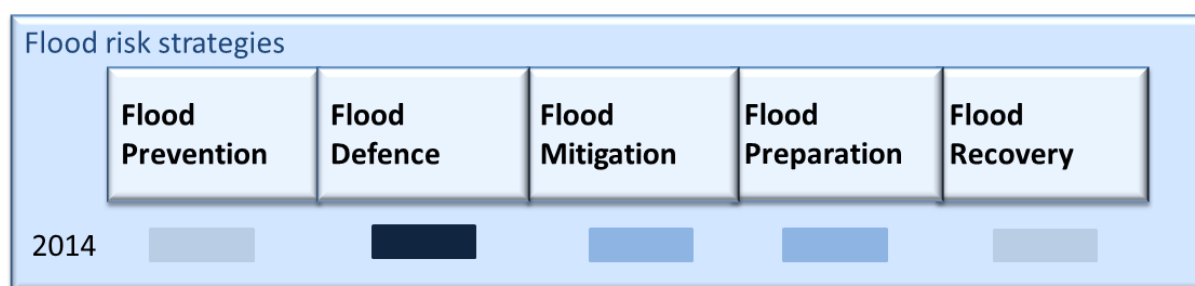 Flood risk strategies
Flood
Prevention
Flood
Defence
Flood
Mitigation
Flood
Preparation
Flood
Recovery
2014